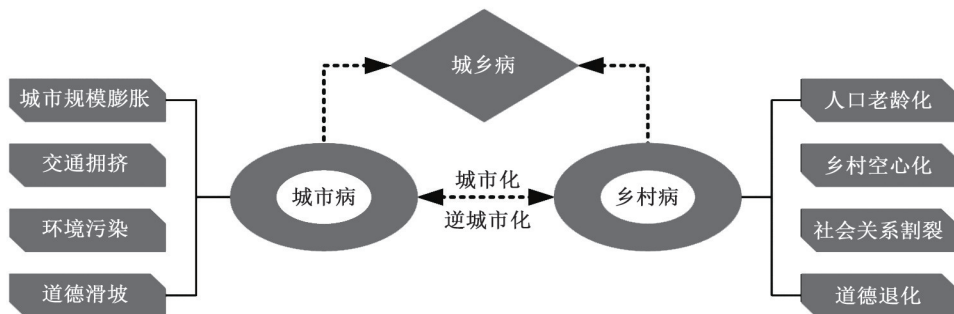 城乡病
城市规模膨胀
交通拥挤
环境污染
道德滑坡
城市病
城市化
逆城市化
乡村病
人口老龄化
乡村空心化
社会关系割裂
道德退化